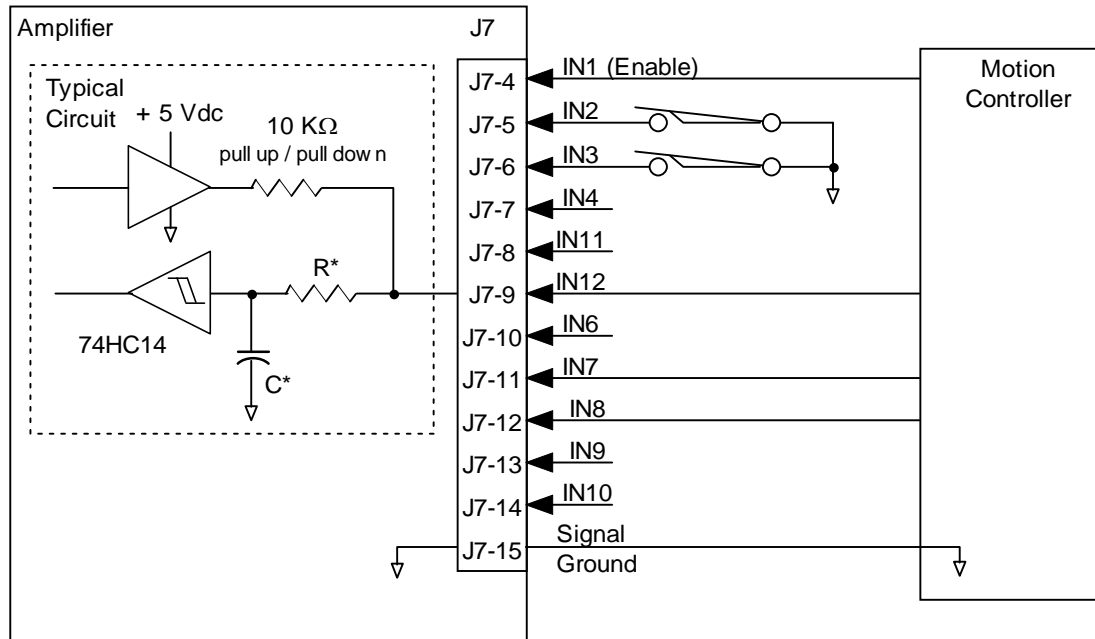 Amplifier
J7
Typical
Circuit
+ 5 Vdc
10 KΩ
pull up / pull down
R*
74HC14
C*
J7-4
J7-5
J7-6
J7-7
J7-8
J7-9
J7-10
J7-11
J7-12
J7-13
J7-14
J7-15
IN1 (Enable)
IN2
IN3
IN4
IN11
IN12
IN6
IN7
IN8
IN9
IN10
Signal
Ground
Motion
Controller